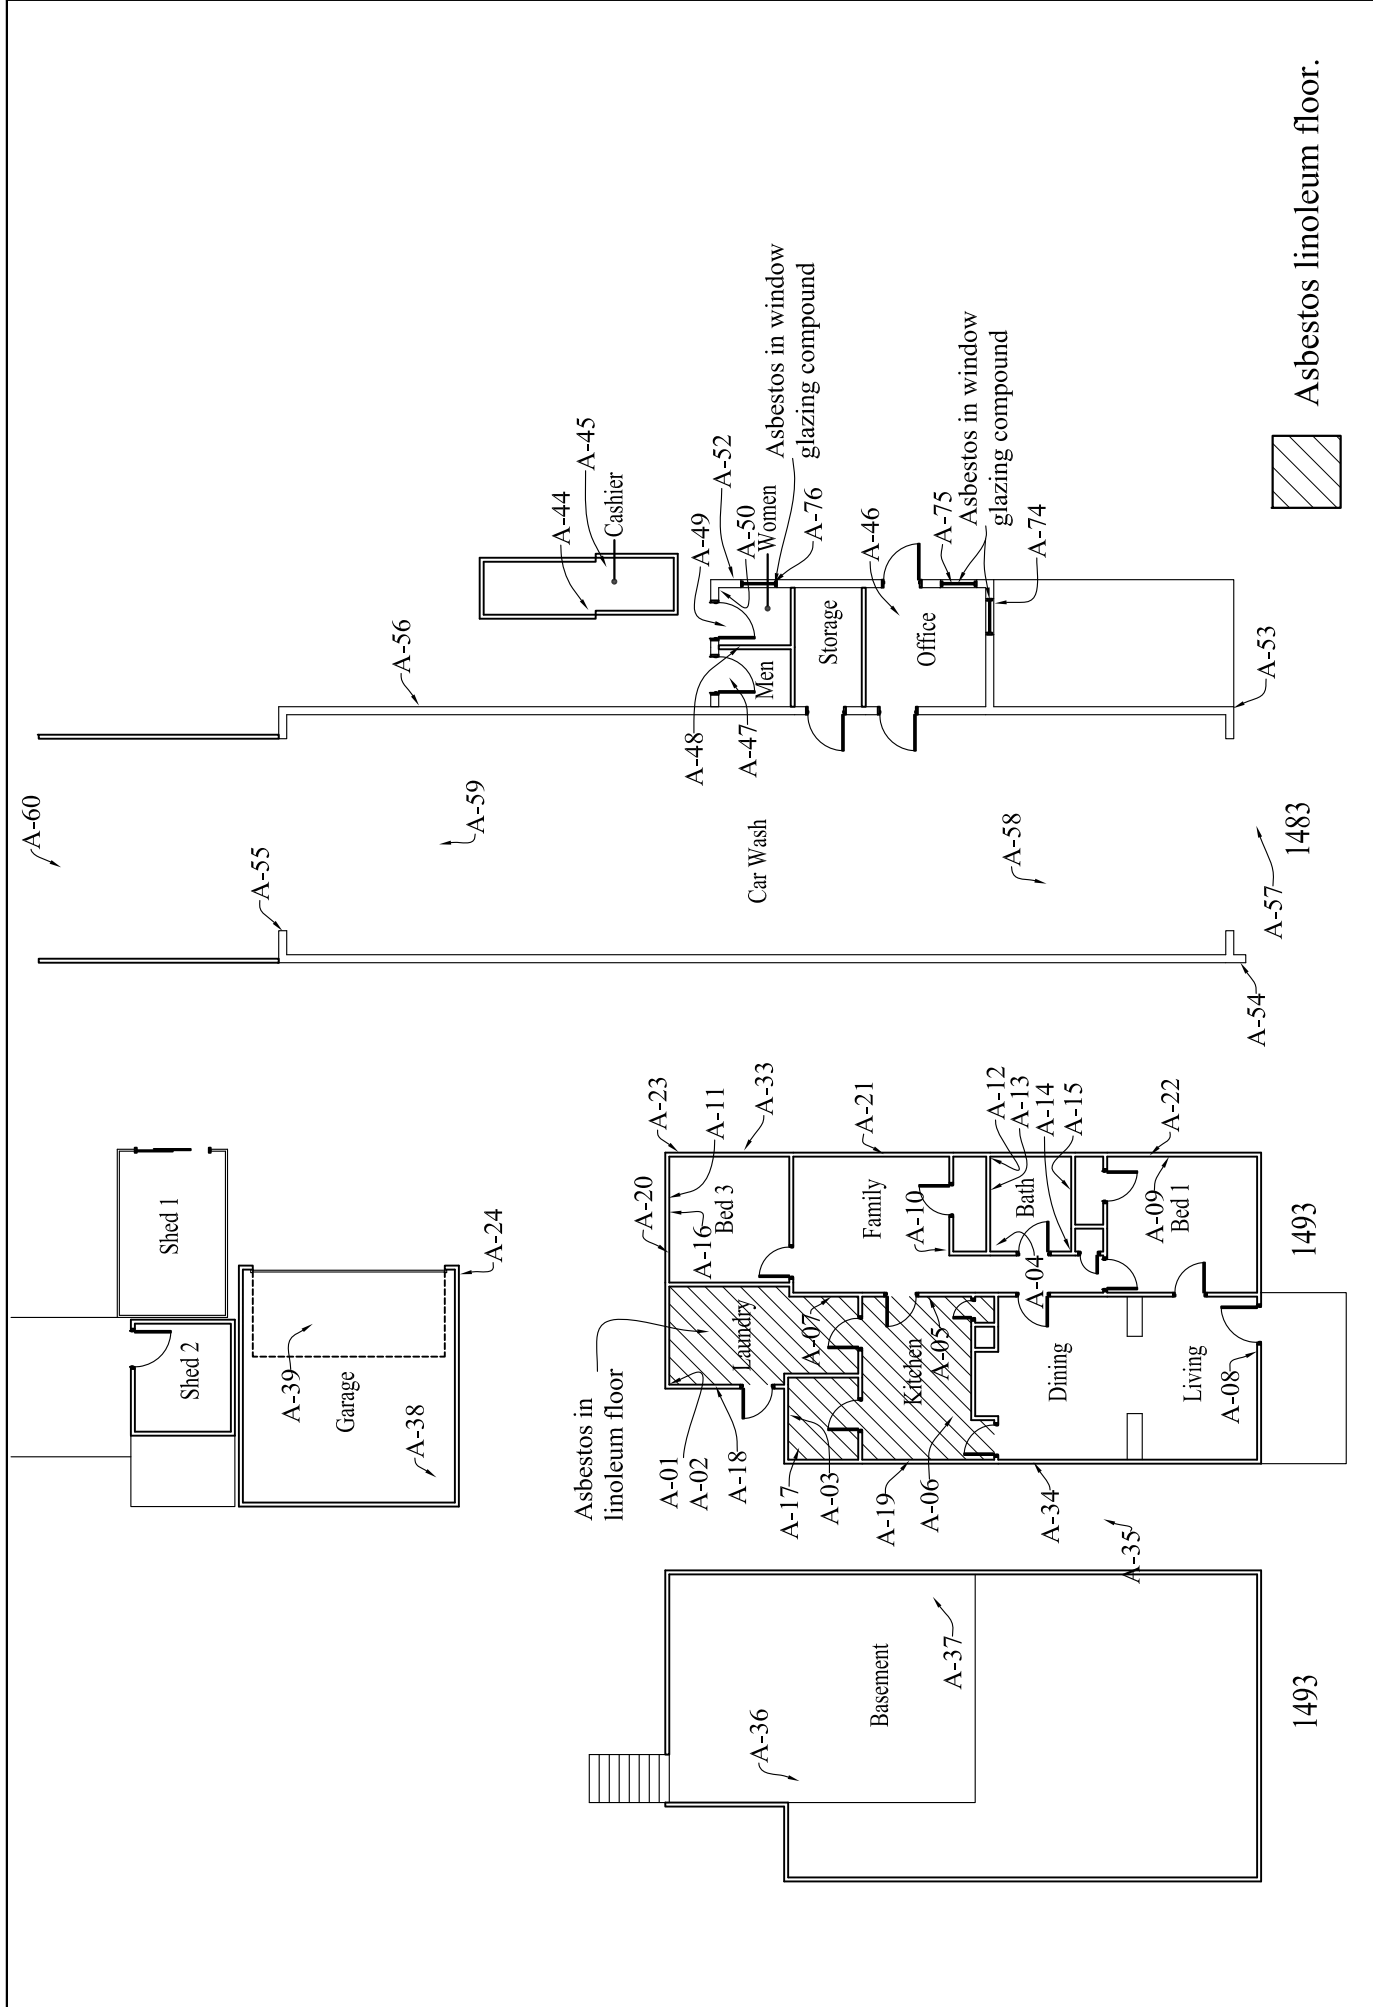 A-60
A-55
A-59
A-56
A-44
A-45
Cashier
A-48
A-47
Men
A-49
A-50
Women
A-52
A-76
Asbestos in window
glazing compound
Storage
A-46
Office
A-75
Asbestos in window
glazing compound
A-74
Car Wash
A-58
A-53
A-54
A-57
1483
Shed 1
Shed 2
A-24
A-39
Garage
A-38
Asbestos in
linoleum floor
A-01
A-02
A-18
A-17
A-03
A-19
A-06
A-34
A-35
Laundry
A-07
Kitchen
A-05
Dining
Living
A-08
A-20
A-23
A-11
A-33
A-16
Bed 3
A-21
Family
A-10
A-12
A-13
A-14
A-15
Bath
A-04
A-22
A-09
Bed 1
1493
A-36
Basement
A-37
1493
Asbestos linoleum floor.